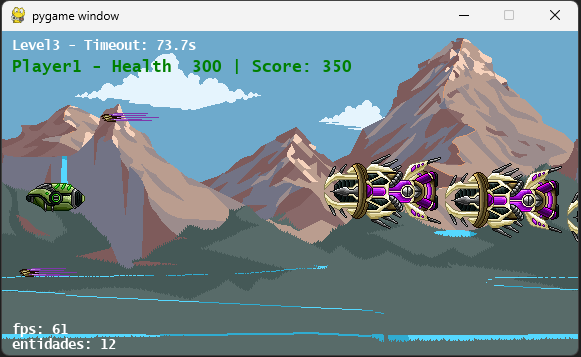 pygame window
Level3 - Timeout: 73.7s
Player1 - Health  300 | Score: 350
fps: 61
entidades: 12